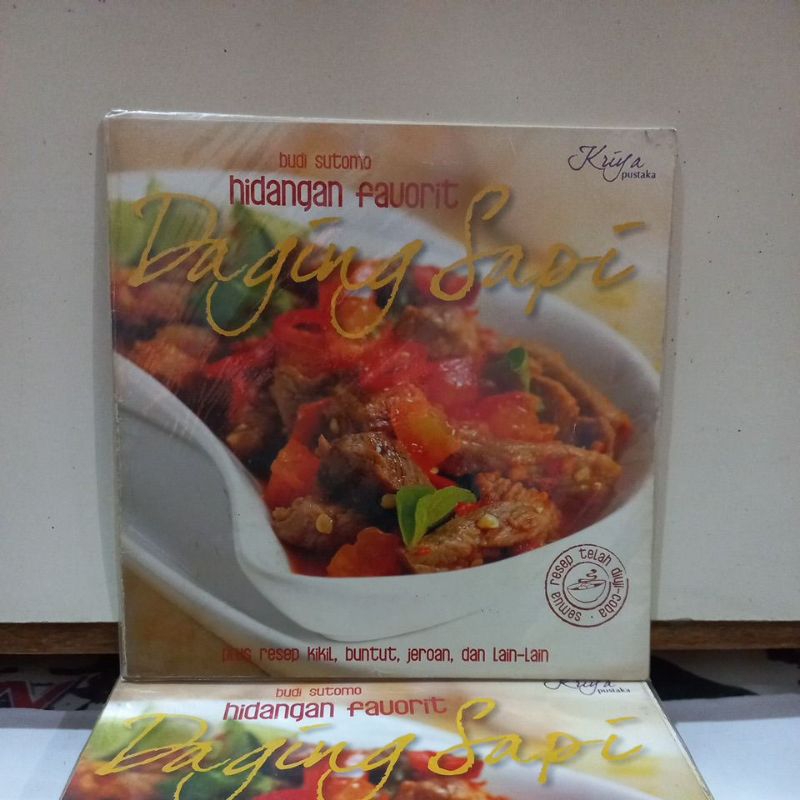 budi sutomo
hidangan favorit
Daging Sapi
Kriya
pustaka
semua resep telah diuji-coba
plus resep kikil, buntut, jeroan, dan lain-lain
budi sutomo
hidangan favorit
Daging Sapi
Kriya
pustaka